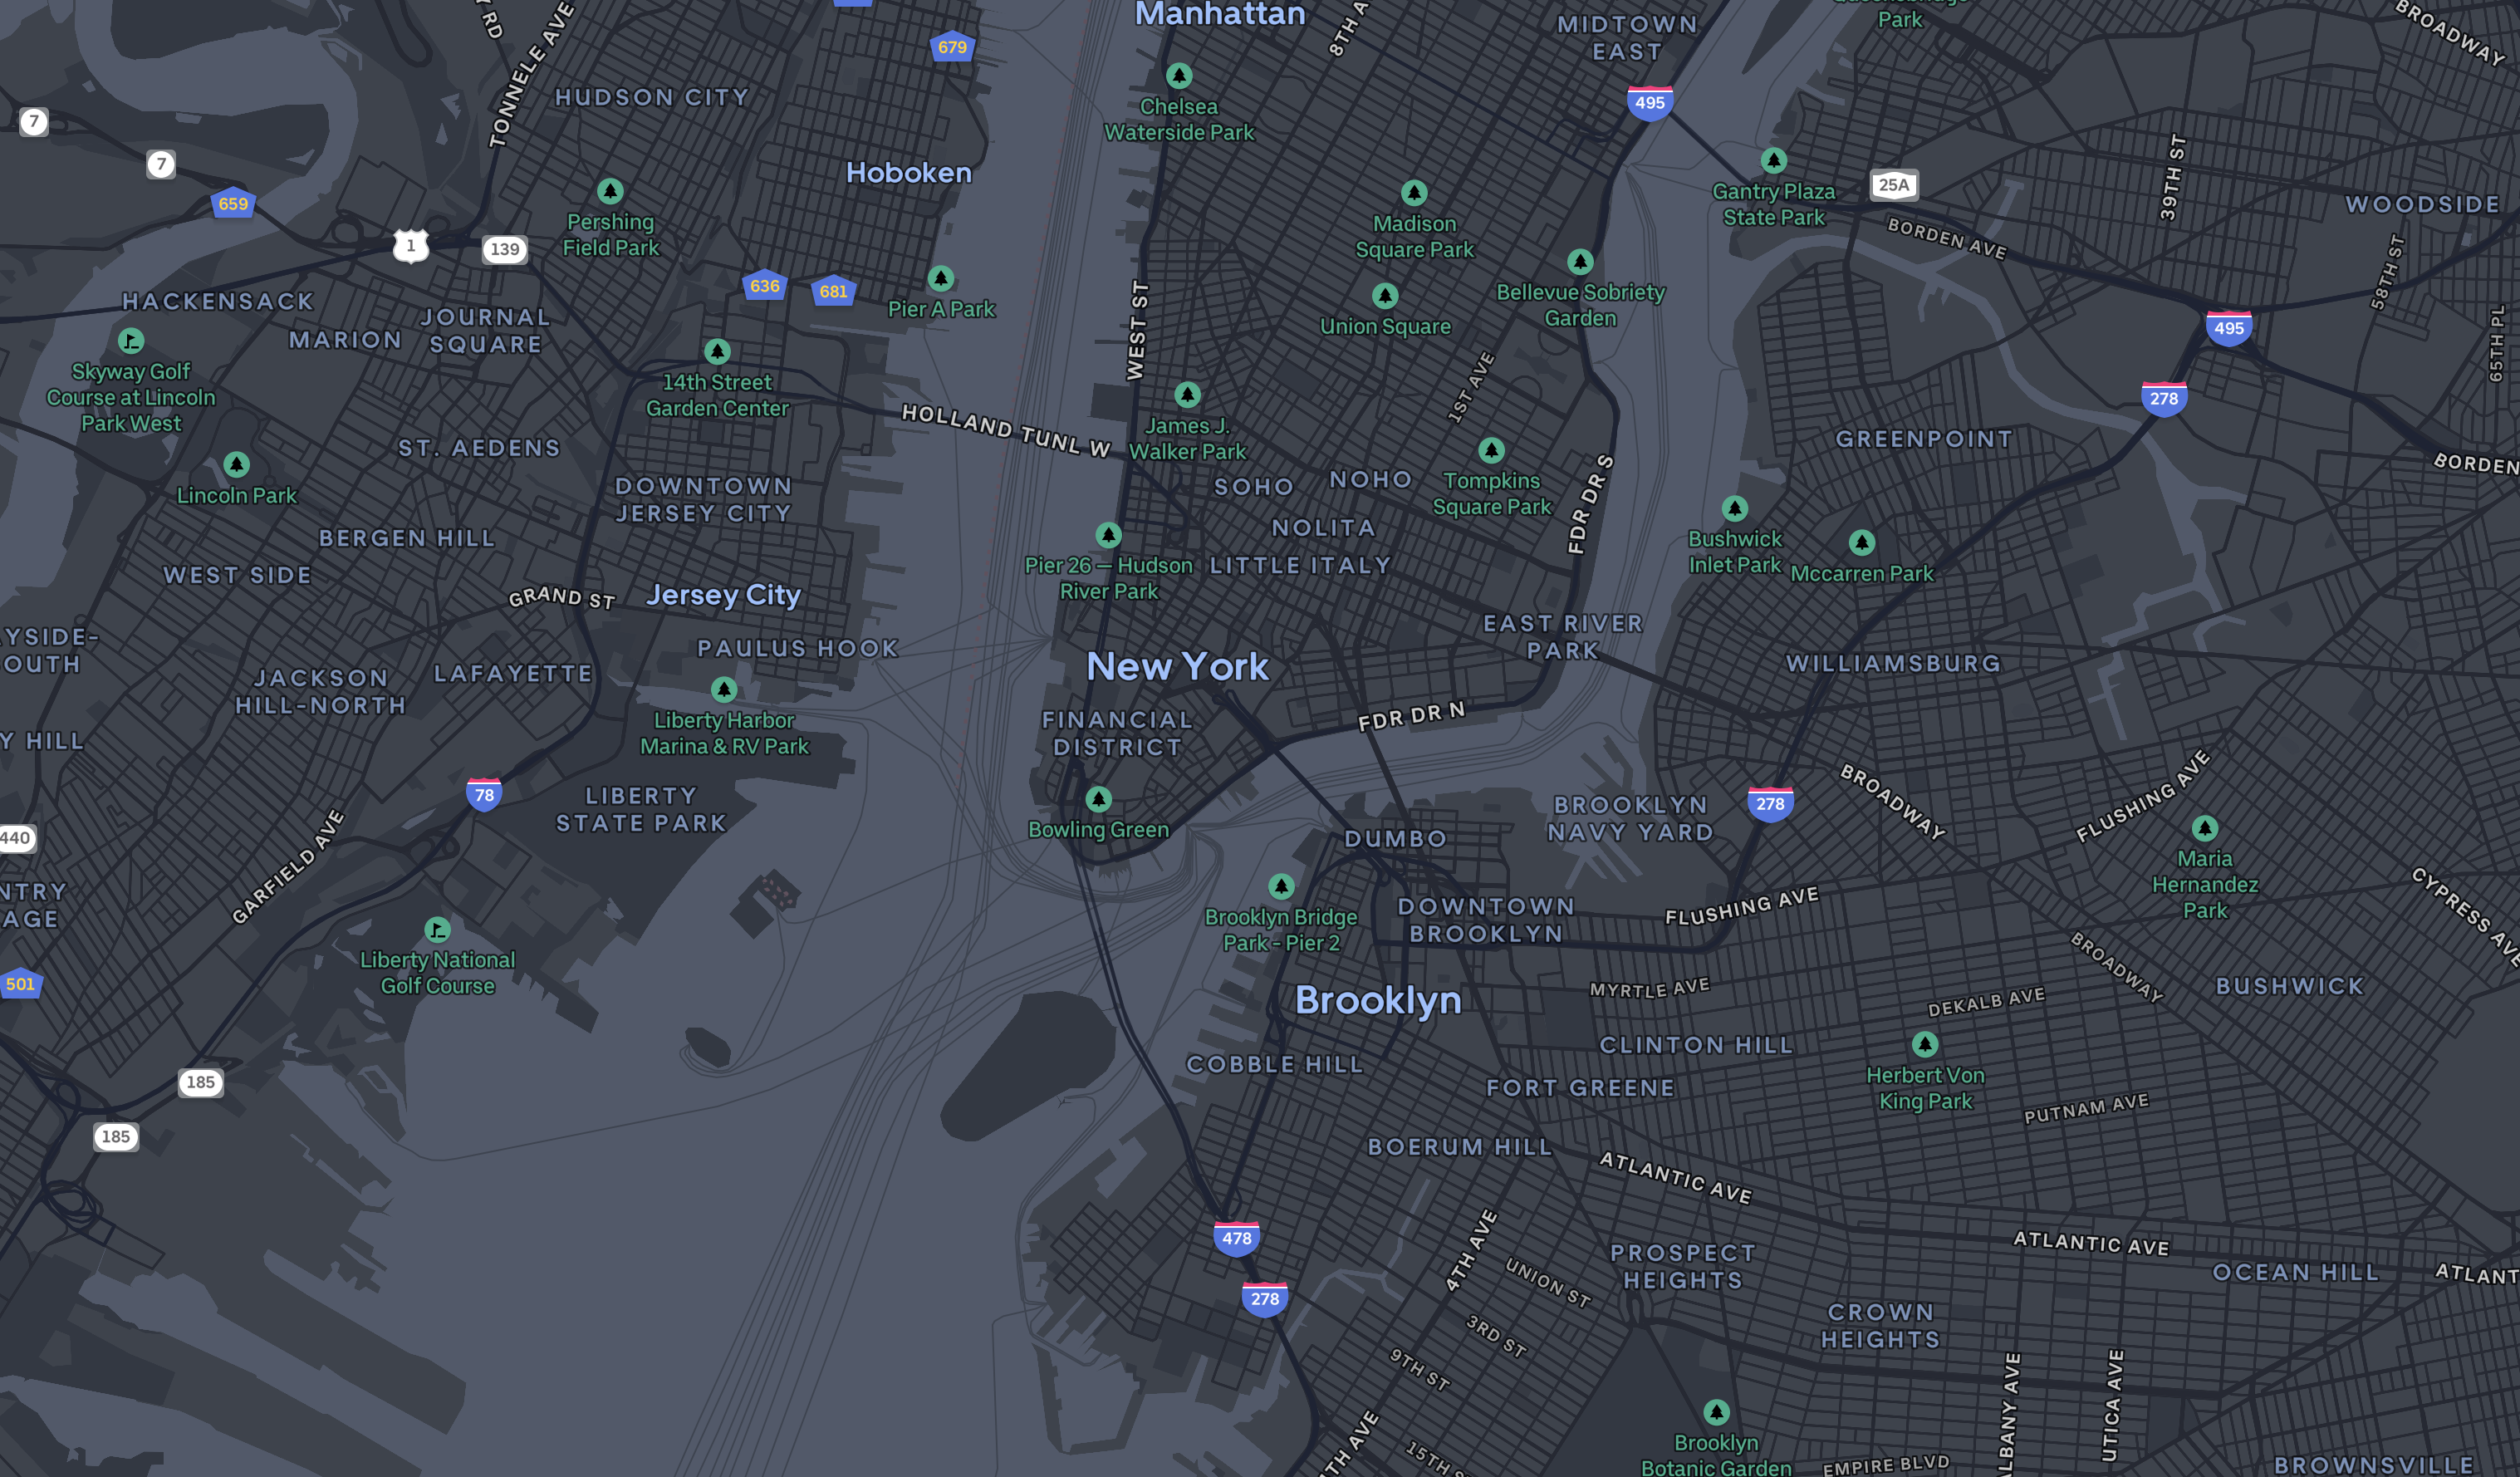 Manhattan
MIDTOWN
EAST
Park
BROADWAY
8TH A
Y RD
TONNELE AVE
679
HUDSON CITY
Chelsea
Waterside Park
495
7
7
659
Hoboken
Gantry Plaza
State Park
25A
39TH ST
WOODSIDE
Pershing
Field Park
Madison
Square Park
BORDEN AVE
58TH ST
1
139
636
681
Pier A Park
Bellevue Sobriety
Garden
Union Square
HACKENSACK
MARION
JOURNAL
SQUARE
WEST ST
495
65TH PL
Skyway Golf
Course at Lincoln
Park West
14th Street
Garden Center
1ST AVE
278
HOLLAND TUNL W
James J.
Walker Park
ST. AEDENS
GREENPOINT
BORDEN
Lincoln Park
DOWNTOWN
JERSEY CITY
SOHO
NOHO
Tompkins
Square Park
FDR DR S
BERGEN HILL
NOLITA
Bushwick
Inlet Park
Mccarren Park
WEST SIDE
Pier 26 — Hudson
River Park
LITTLE ITALY
GRAND ST
Jersey City
AYSIDE-
OUTH
PAULUS HOOK
EAST RIVER
PARK
New York
WILLIAMSBURG
JACKSON
HILL-NORTH
LAFAYETTE
Liberty Harbor
Marina & RV Park
FINANCIAL
DISTRICT
FDR DR N
Y HILL
78
LIBERTY
STATE PARK
Bowling Green
BROOKLYN
NAVY YARD
278
BROADWAY
FLUSHING AVE
440
GARFIELD AVE
DUMBO
Maria
Hernandez
Park
CYPRESS AVE
NTRY
AGE
Brooklyn Bridge
Park - Pier 2
DOWNTOWN
BROOKLYN
FLUSHING AVE
Liberty National
Golf Course
501
BROADWAY
Brooklyn
MYRTLE AVE
DEKALB AVE
BUSHWICK
COBBLE HILL
CLINTON HILL
FORT GREENE
Herbert Von
King Park
185
185
PUTNAM AVE
BOERUM HILL
ATLANTIC AVE
478
278
4TH AVE
UNION ST
PROSPECT
HEIGHTS
ATLANTIC AVE
OCEAN HILL
ATLANT
3RD ST
CROWN
HEIGHTS
9TH ST
4TH AVE
15TH S
Brooklyn
Botanic Garden
EMPIRE BLVD
ALBANY AVE
UTICA AVE
BROWNSVILLE